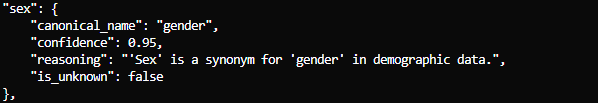 "sex": {
    "canonical_name": "gender",
    "confidence": 0.95,
    "reasoning": "'Sex' is a synonym for 'gender' in demographic data.",
    "is_unknown": false
},